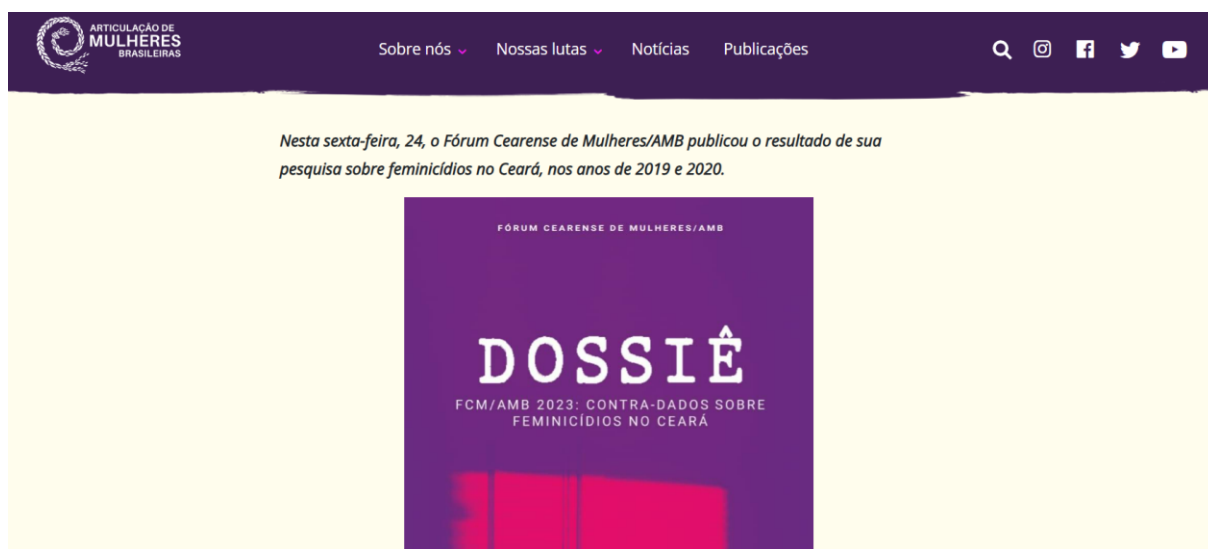 ARTICULAÇÃO DE
MULHERES
BRASILEIRAS
Sobre nós Nossas lutas Notícias Publicações
Nesta sexta-feira, 24, o Fórum Cearense de Mulheres/AMB publicou o resultado de sua
pesquisa sobre feminicídios no Ceará, nos anos de 2019 e 2020.
FÓRUM CEARENSE DE MULHERES/AMB
DOSSIÊ
FCM/AMB 2023: CONTRA-DADOS SOBRE
FEMINICÍDIOS NO CEARÁ